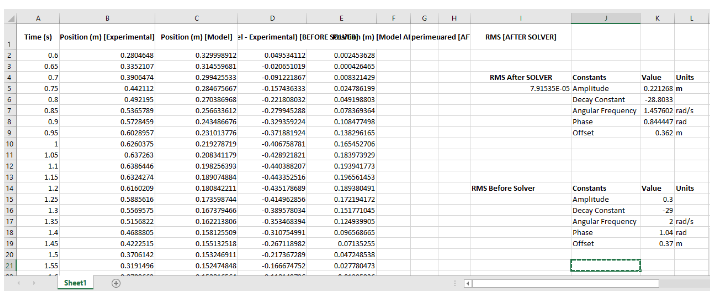 A B C D E F G H I J K L
1 Time (s) Position (m) [Experimental] Position (m) [Model] el - Experimental] [BEFORE (m) [Model [AF RMS [AFTER SOLVER]
2 0.6 0.2804648 0.329998912 0.049534112 0.002453628
3 0.65 0.3352107 0.314559681 -0.020651019 0.000426465
4 0.7 0.3906474 0.299425533 -0.091221867 0.008321429 RMS After SOLVER Constants Value Units
5 0.75 0.442112 0.284675667 -0.157436333 0.024786199 7.91535E-05 Amplitude 0.221268 m
6 0.8 0.492195 0.270386968 -0.221808032 0.049198803 Decay Constant -28.8033
7 0.85 0.5365789 0.256633612 -0.279945288 0.078369364 Angular Frequency 1.457602 rad/s
8 0.9 0.5728459 0.243486676 -0.329359224 0.108477498 Phase 0.844447 rad
9 0.95 0.6028957 0.231013776 -0.371881924 0.138296165 Offset 0.362 m
10 1 0.6260375 0.219278719 -0.406758781 0.165452706
11 1.05 0.637263 0.208341179 -0.428921821 0.183973929
12 1.1 0.6386446 0.198256393 -0.440388207 0.193941773
13 1.15 0.6324274 0.189074884 -0.443352516 0.196561453
14 1.2 0.6160209 0.180842211 -0.435178689 0.189380491 RMS Before Solver Constants Value Units
15 1.25 0.5885616 0.173598744 -0.414962856 0.172194172 Amplitude 0.3
16 1.3 0.5569575 0.167379466 -0.389578034 0.151771045 Decay Constant -29
17 1.35 0.5156822 0.162213806 -0.353468394 0.124939905 Angular Frequency 2 rad/s
18 1.4 0.4688805 0.158125509 -0.310754991 0.096568665 Phase 1.04 rad
19 1.45 0.4222515 0.155132518 -0.267118982 0.07135255 Offset 0.37 m
20 1.5 0.3706142 0.153246911 -0.217367289 0.047248538
21 1.55 0.3191496 0.152474848 -0.166674752 0.027780473
Sheet1